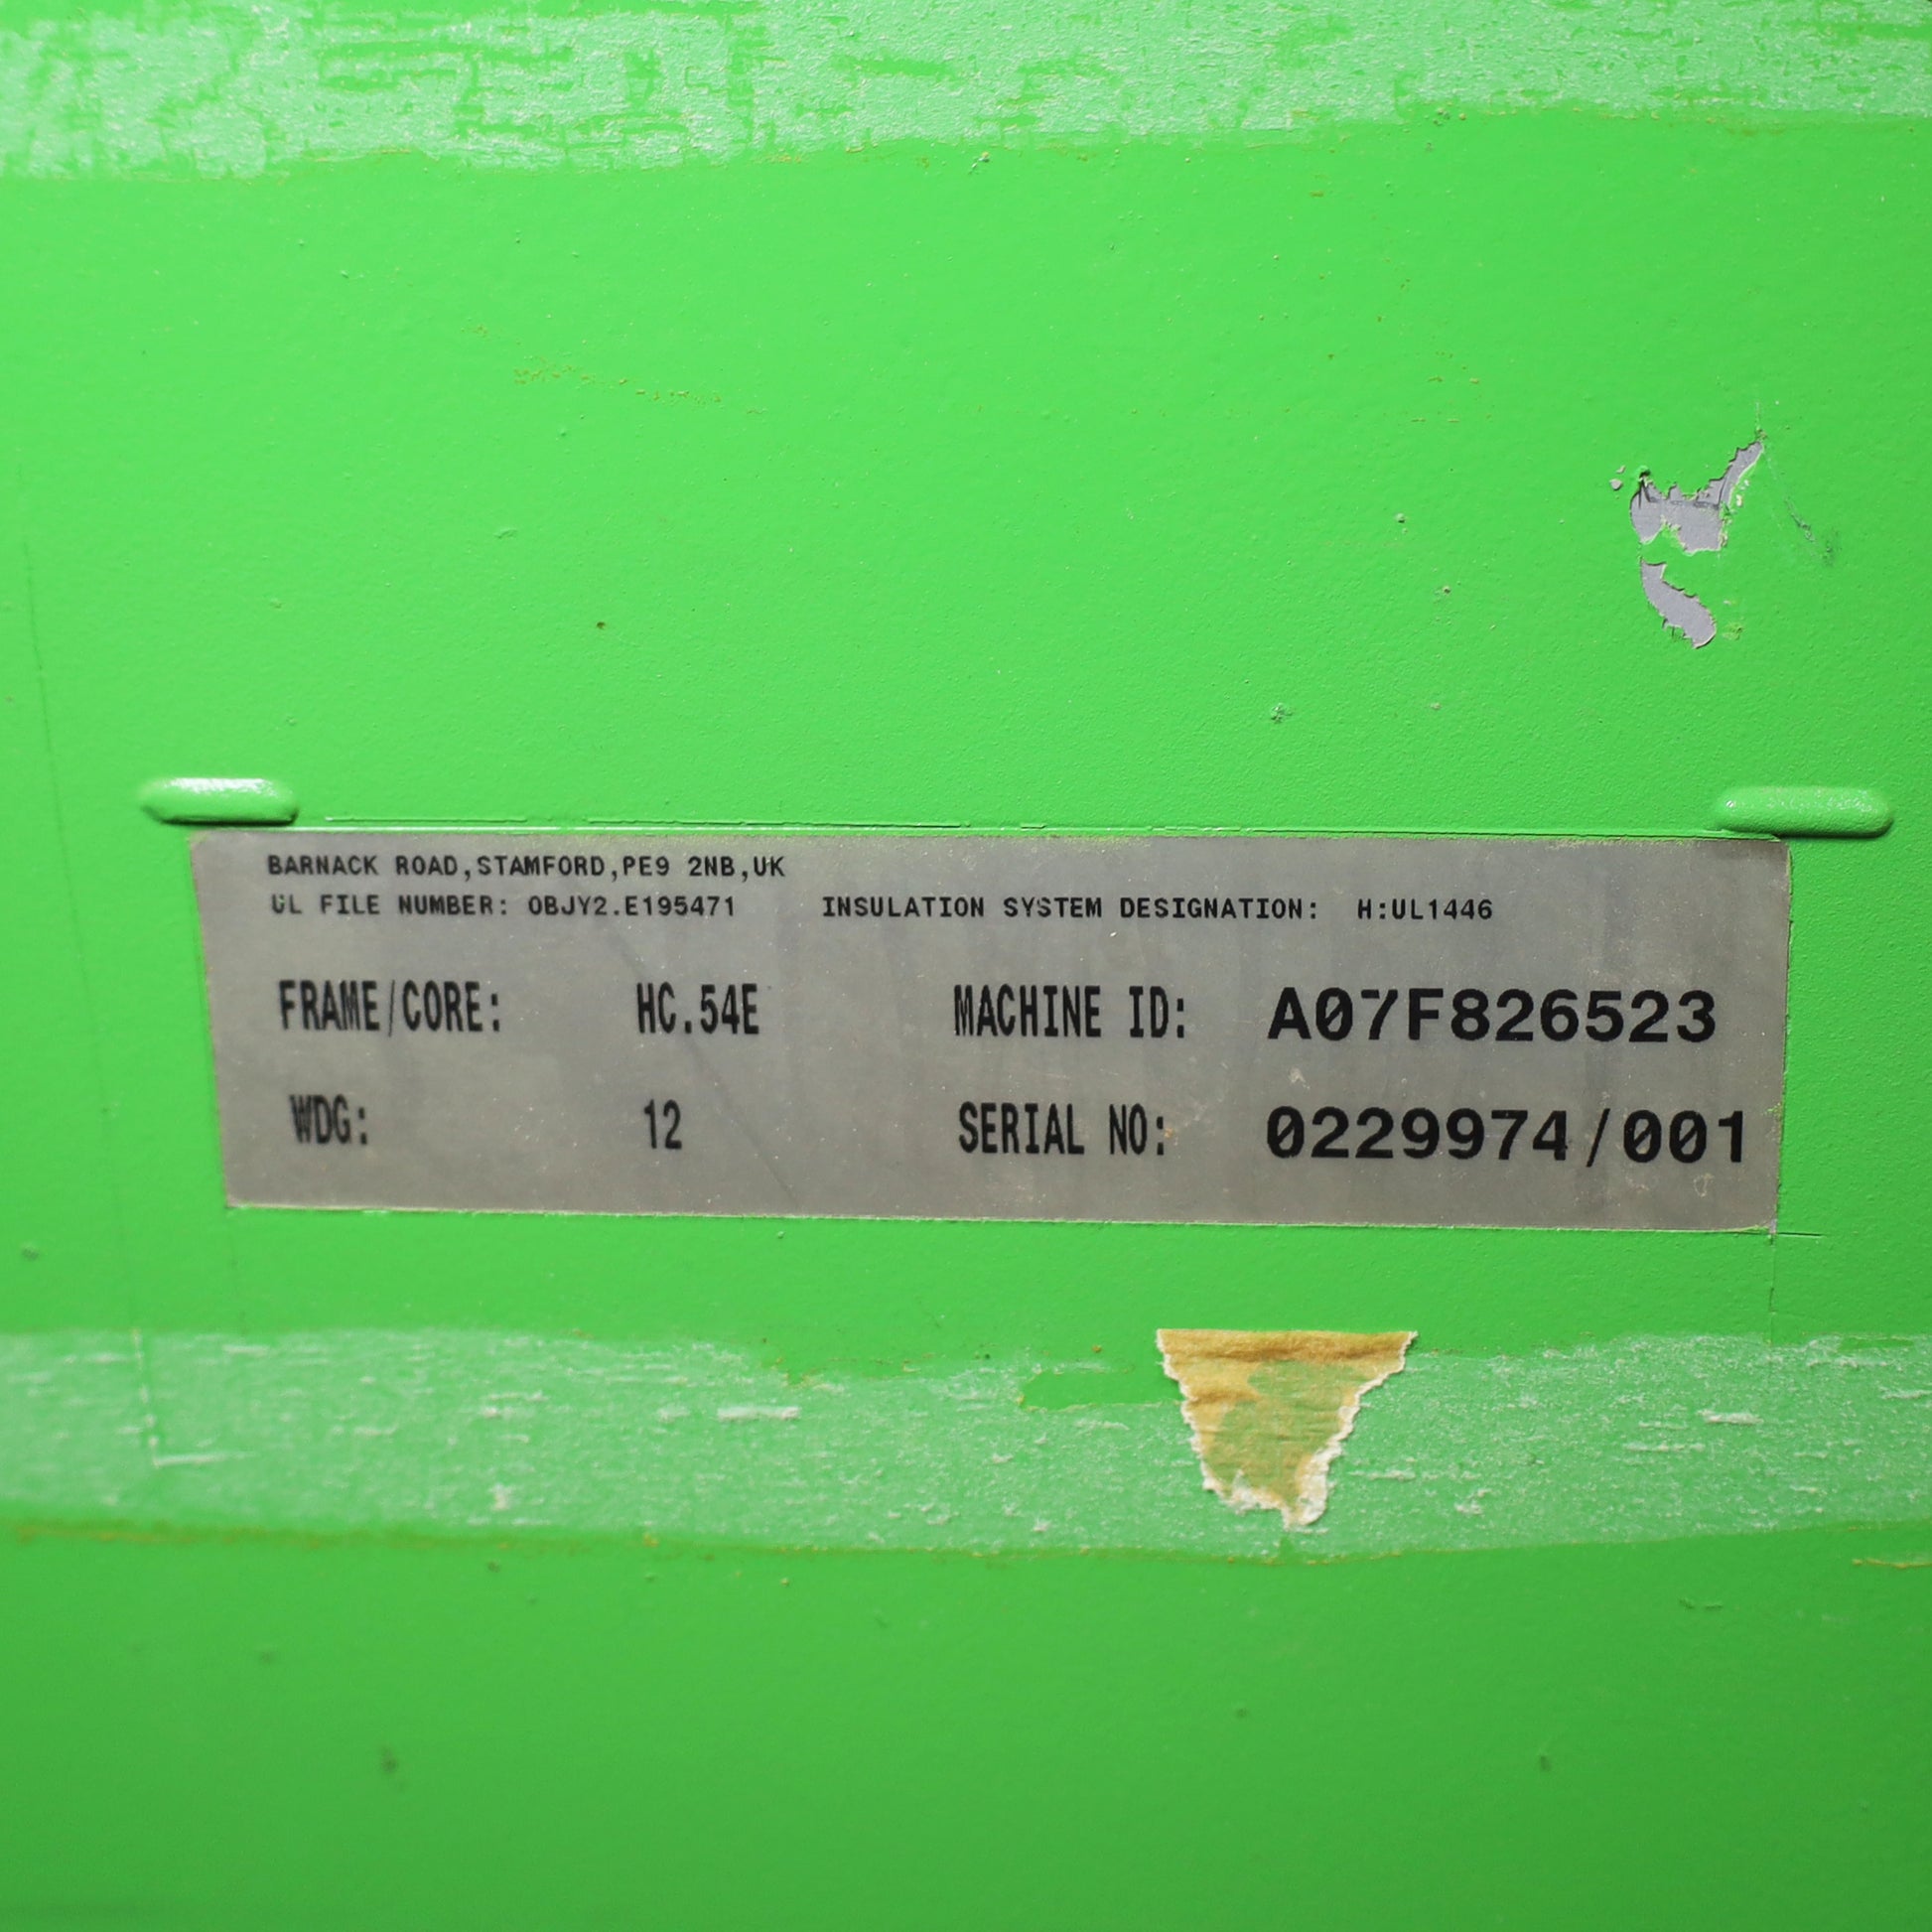 BARNACK ROAD,STAMFORD,PE9 2NB,UK
UL FILE NUMBER: OBJY2.E195471 INSULATION SYSTEM DESIGNATION: H:UL1446
FRAME/CORE: HC.54E MACHINE ID: A07F826523
WDG: 12 SERIAL NO: 0229974/001